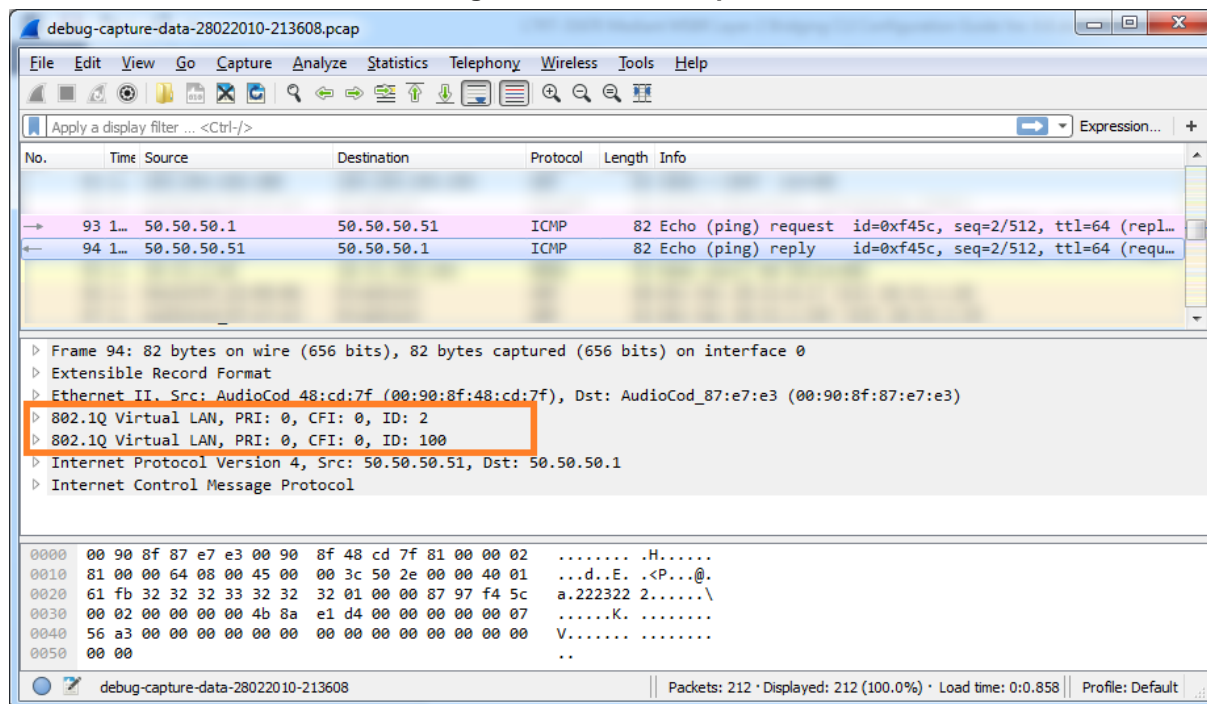 debug-capture-data-28022010-213608.pcap
File Edit View Go Capture Analyze Statistics Telephony Wireless Tools Help
Apply a display filter ... <Ctrl-/> Expression... +
No. Time Source Destination Protocol Length Info
93 1... 50.50.50.1 50.50.50.51 ICMP 82 Echo (ping) request id=0xf45c, seq=2/512, ttl=64 (repl...
94 1... 50.50.50.51 50.50.50.1 ICMP 82 Echo (ping) reply id=0xf45c, seq=2/512, ttl=64 (requ...
Frame 94: 82 bytes on wire (656 bits), 82 bytes captured (656 bits) on interface 0
Extensible Record Format
Ethernet II, Src: AudioCod_48:cd:7f (00:90:8f:48:cd:7f), Dst: AudioCod_87:e7:e3 (00:90:8f:87:e7:e3)
802.1Q Virtual LAN, PRI: 0, CFI: 0, ID: 2
802.1Q Virtual LAN, PRI: 0, CFI: 0, ID: 100
Internet Protocol Version 4, Src: 50.50.50.51, Dst: 50.50.50.1
Internet Control Message Protocol
0000 00 90 8f 87 e7 e3 00 90 8f 48 cd 7f 81 00 00 02 ........ .H......
0010 81 00 00 64 08 00 45 00 00 3c 50 2e 00 00 40 01 ...d..E. .<P...@.
0020 61 fb 32 32 32 33 32 32 32 01 00 00 87 97 f4 5c a.222322 2......\
0030 00 02 00 00 00 00 4b 8a e1 d4 00 00 00 00 00 07 ......K. ........
0040 56 a3 00 00 00 00 00 00 00 00 00 00 00 00 00 00 V....... ........
0050 00 00 ..
debug-capture-data-28022010-213608 Packets: 212 · Displayed: 212 (100.0%) · Load time: 0:0.858 Profile: Default